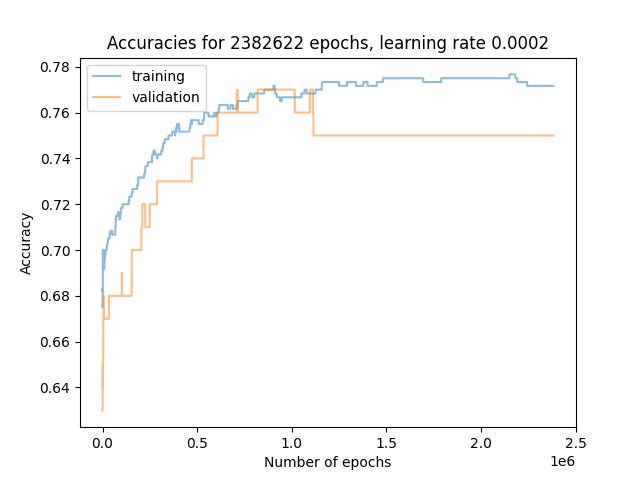 Accuracies for 2382622 epochs, learning rate 0.0002
training
validation
Accuracy
0.78
0.76
0.74
0.72
0.70
0.68
0.66
0.64
0.0 0.5 1.0 1.5 2.0 2.5
1e6
Number of epochs